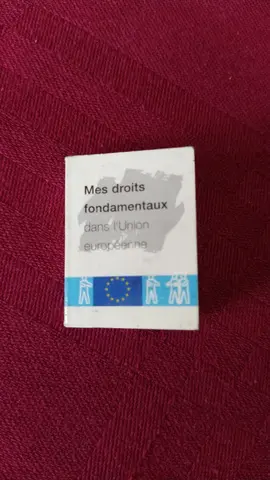 Mes droits
fondamentaux
dans l'Union
européenne